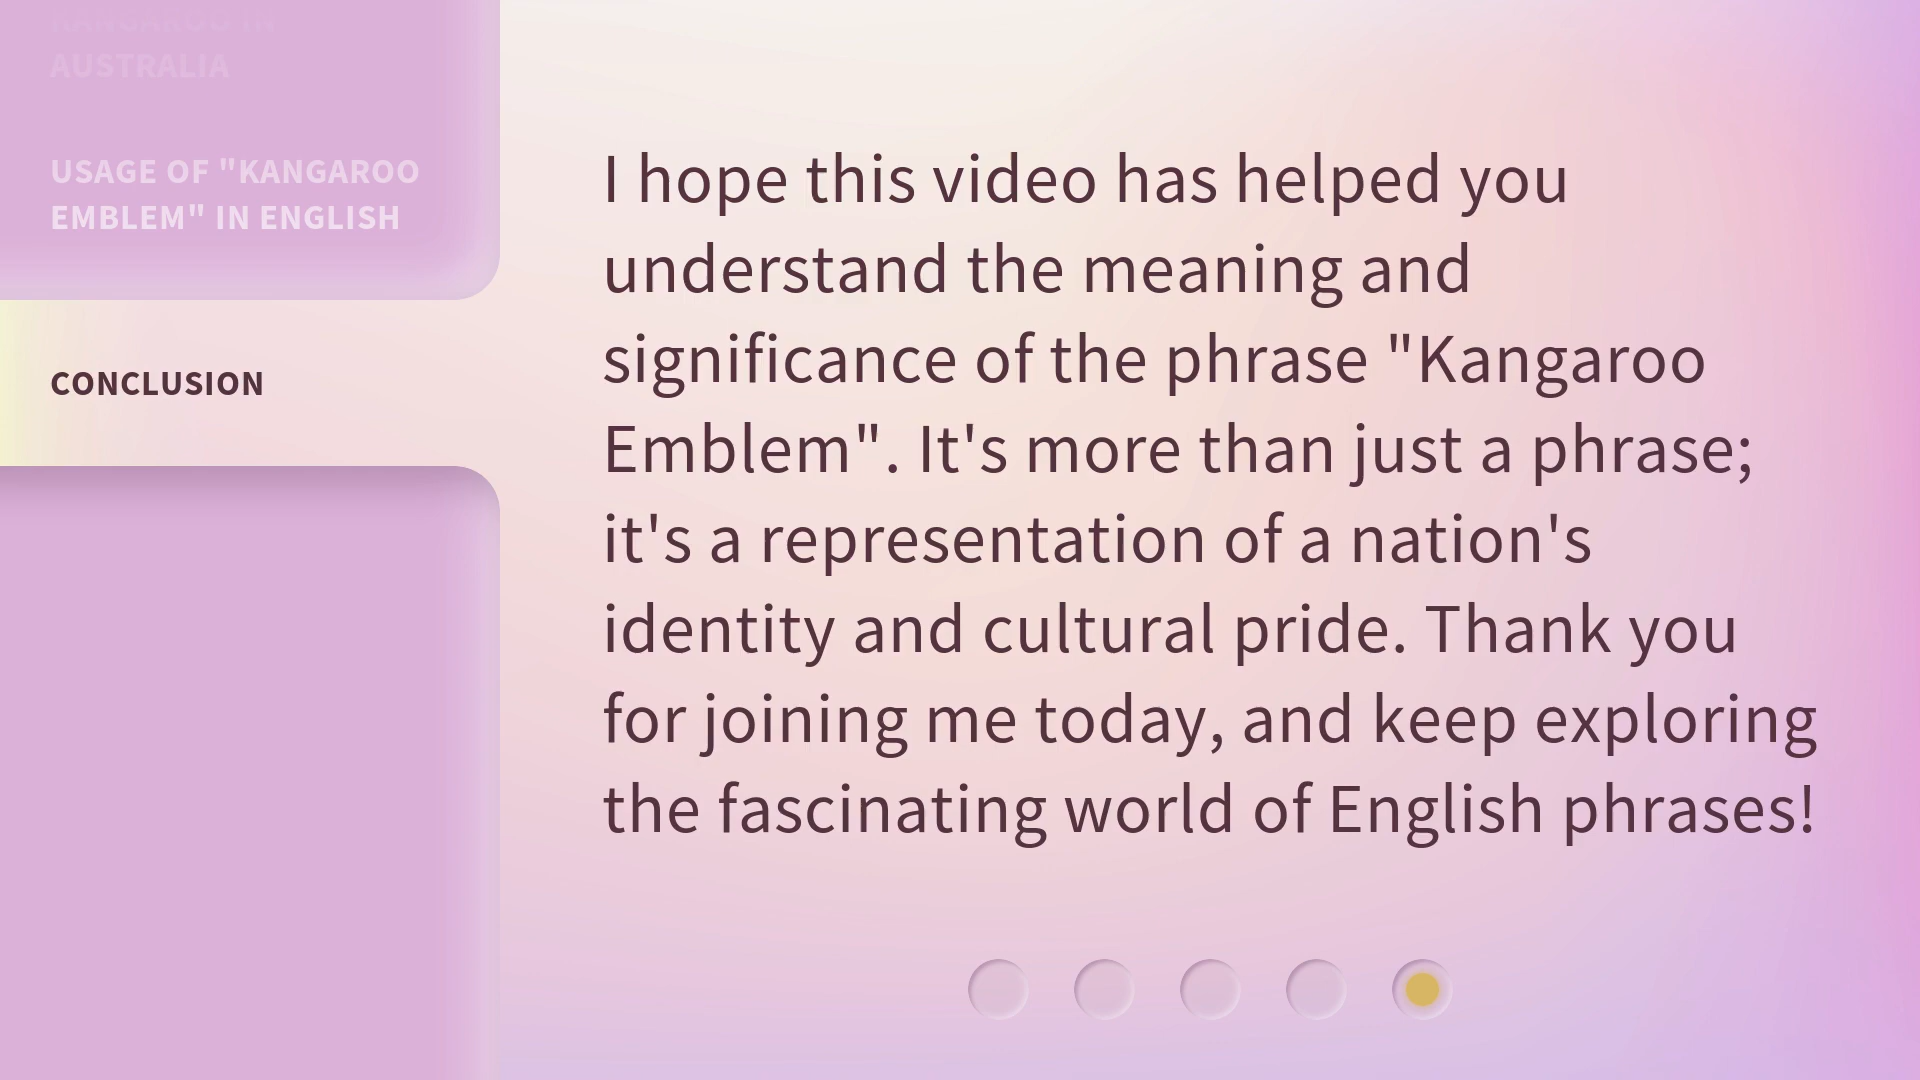 KANGAROO IN
AUSTRALIA
USAGE OF "KANGAROO
EMBLEM" IN ENGLISH
CONCLUSION
I hope this video has helped you
understand the meaning and
significance of the phrase "Kangaroo
Emblem". It's more than just a phrase;
it's a representation of a nation's
identity and cultural pride. Thank you
for joining me today, and keep exploring
the fascinating world of English phrases!